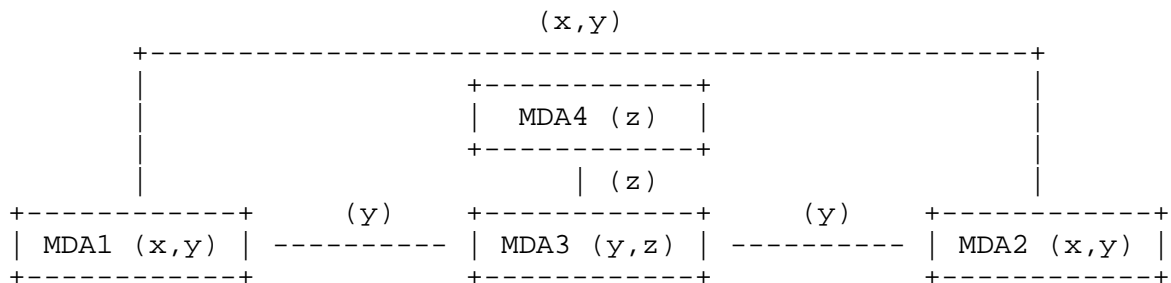 (x,y)
MDA4 (z)
(z)
(y) (y)
MDA1 (x,y) MDA3 (y,z) MDA2 (x,y)